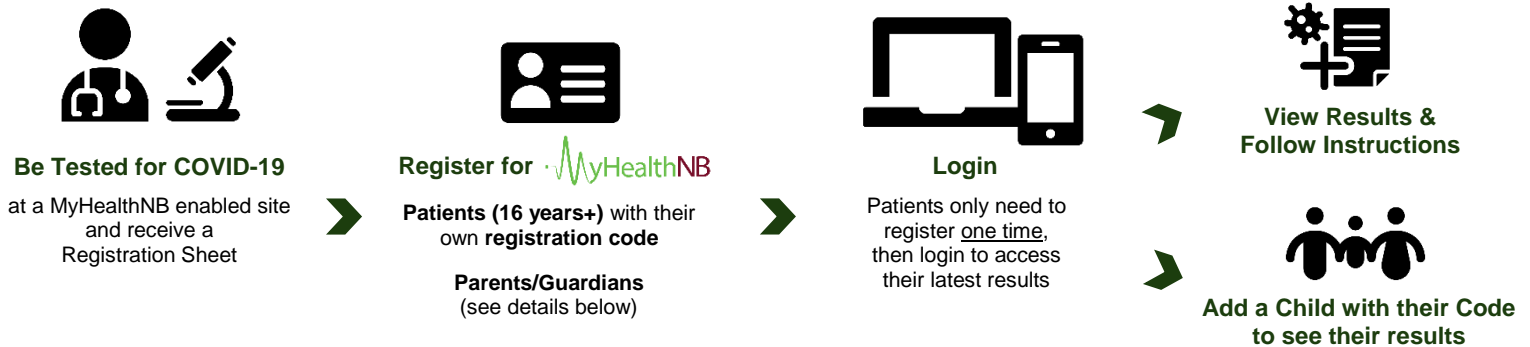 Be Tested for COVID-19
at a MyHealthNB enabled site
and receive a
Registration Sheet
Register for MyHealthNB
Patients (16 years+) with their
own registration code
Parents/Guardians
(see details below)
Login
Patients only need to
register one time,
then login to access
their latest results
View Results &
Follow Instructions
Add a Child with their Code
to see their results